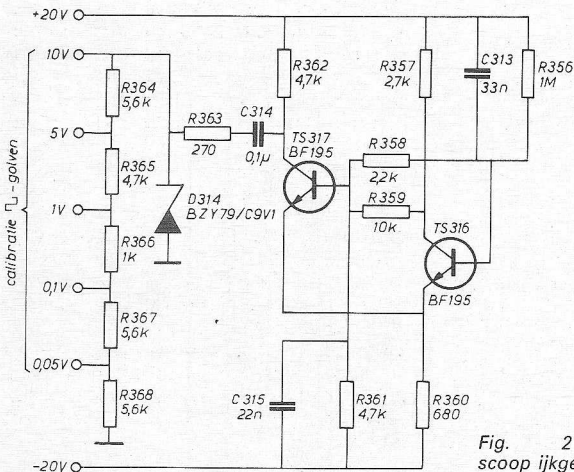 +20V
10V
5V
1V
0,1V
0,05V
-20V
calibratie ⊓⊔ - golven
R364
5,6k
R365
4,7k
R366
1k
R367
5,6k
R368
5,6k
R363
270
C314
0,1µ
D314
BZY79/C9V1
R362
4,7k
TS317
BF195
R357
2,7k
C313
33n
R356
1M
R358
2,2k
R359
10k
TS316
BF195
C315
22n
R361
4,7k
R360
680
Fig. 2
scoop ijkge